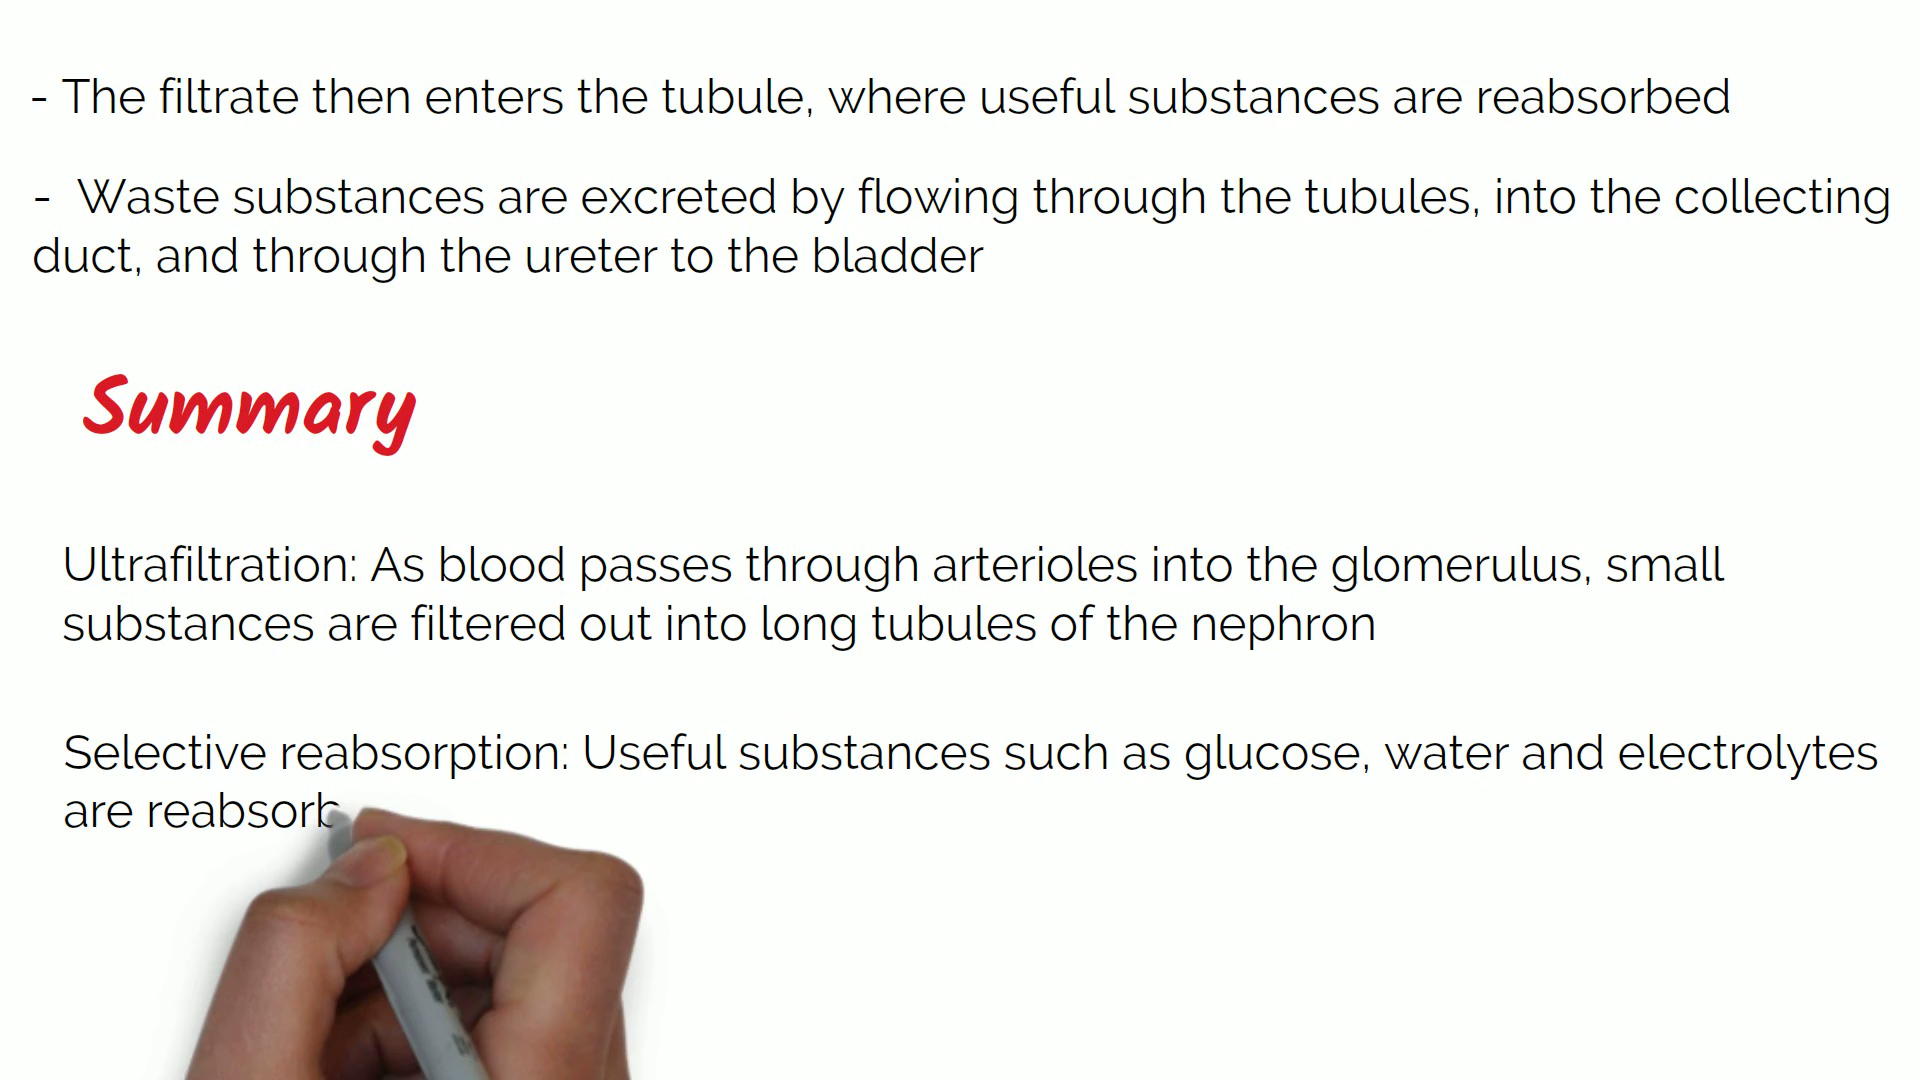 - The filtrate then enters the tubule, where useful substances are reabsorbed
- Waste substances are excreted by flowing through the tubules, into the collecting
duct, and through the ureter to the bladder
Summary
Ultrafiltration: As blood passes through arterioles into the glomerulus, small
substances are filtered out into long tubules of the nephron
Selective reabsorption: Useful substances such as glucose, water and electrolytes
are reabsorb